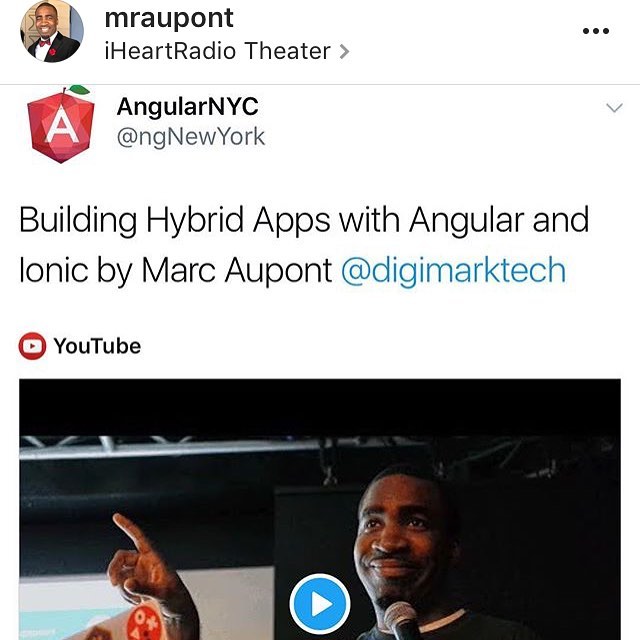 mraupont
iHeartRadio Theater >
A AngularNYC
@ngNewYork
Building Hybrid Apps with Angular and
Ionic by Marc Aupont @digimarktech
YouTube